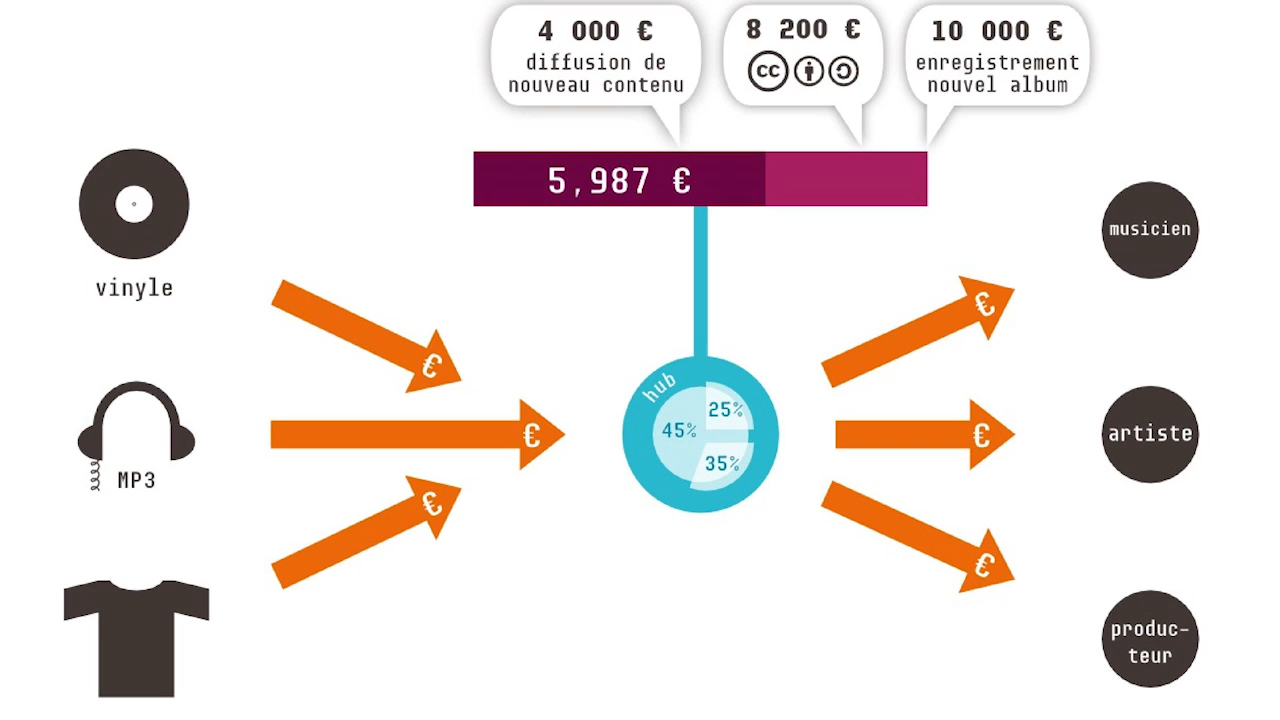 4 000 €
diffusion de
nouveau contenu
8 200 €
cc
10 000 €
enregistrement
nouvel album
5,987 €
vinyle
MP3
€
€
€
hub
25%
45%
35%
€
€
€
musicien
artiste
produc-
teur